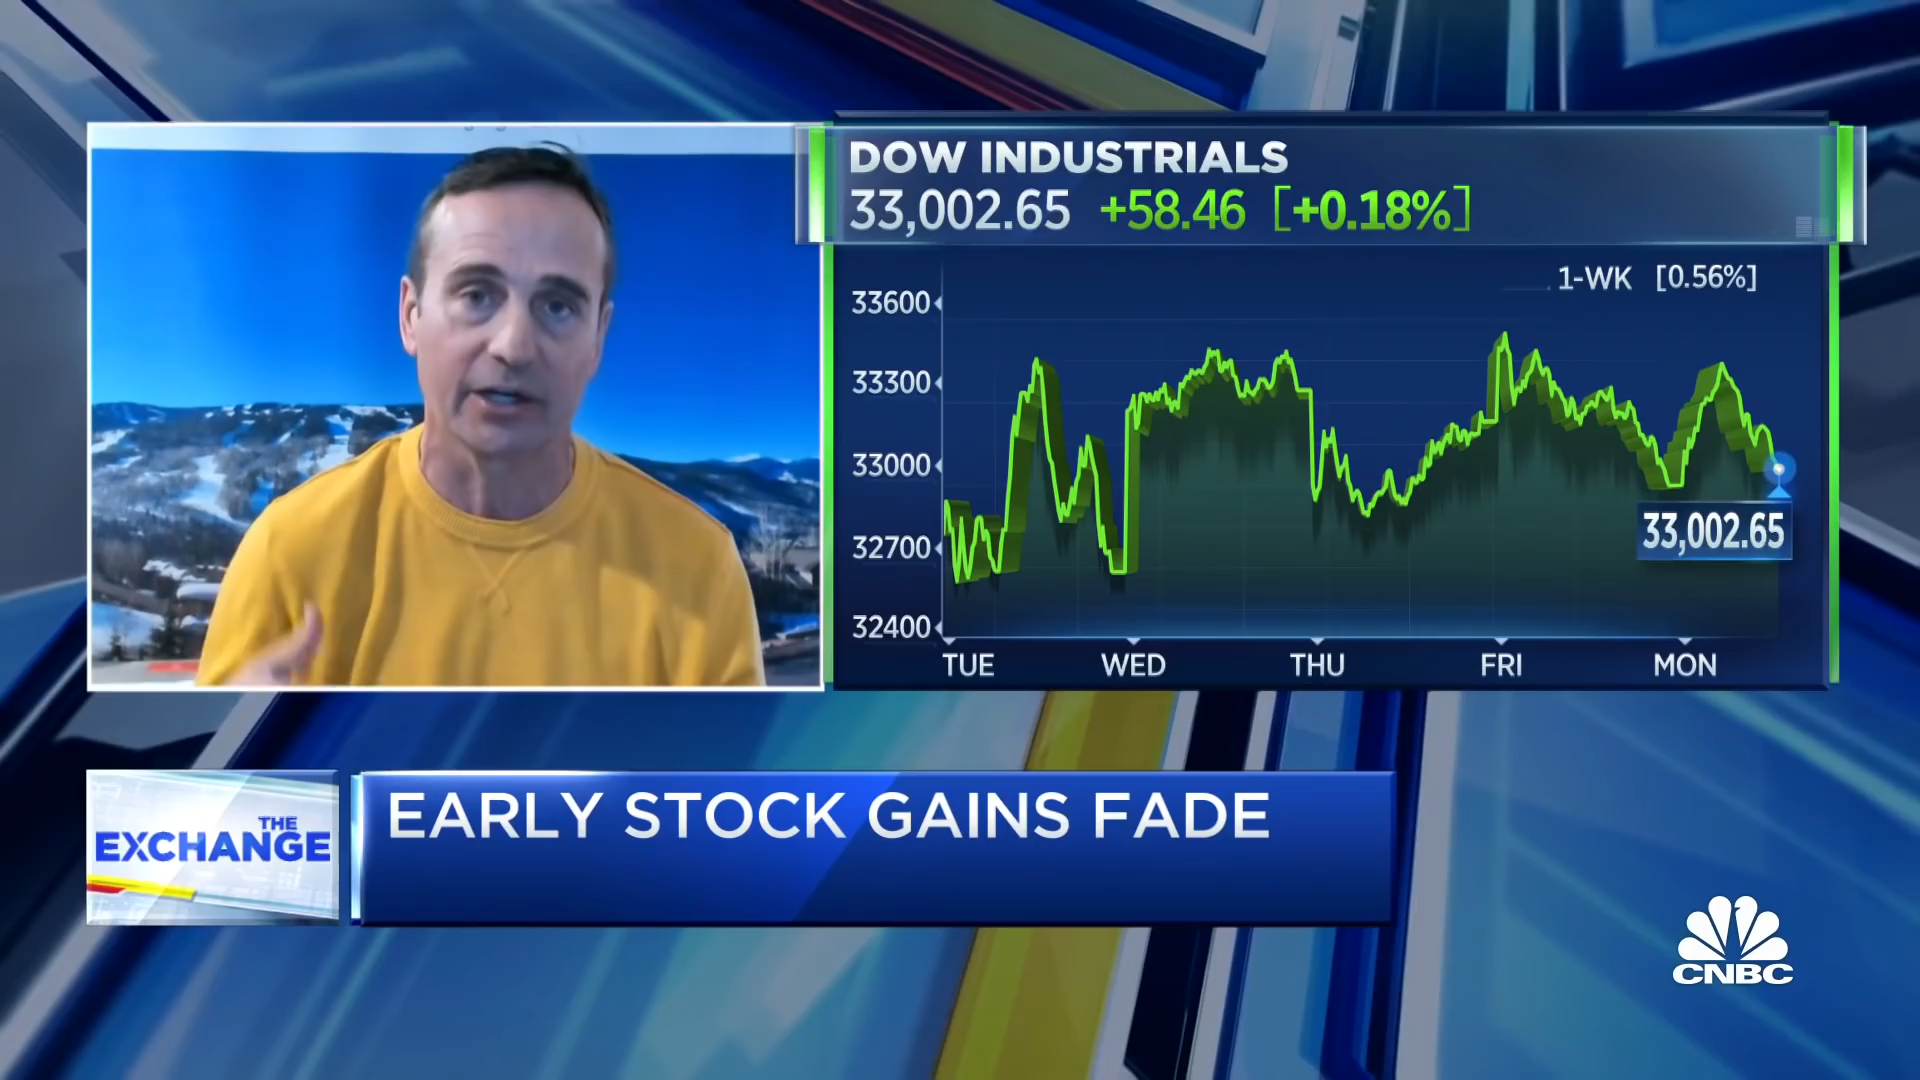 DOW INDUSTRIALS
33,002.65 +58.46 [+0.18%]
1-WK [0.56%]
33600
33300
33000
32700
32400
33,002.65
TUE WED THU FRI MON
THE
EXCHANGE
EARLY STOCK GAINS FADE
CNBC